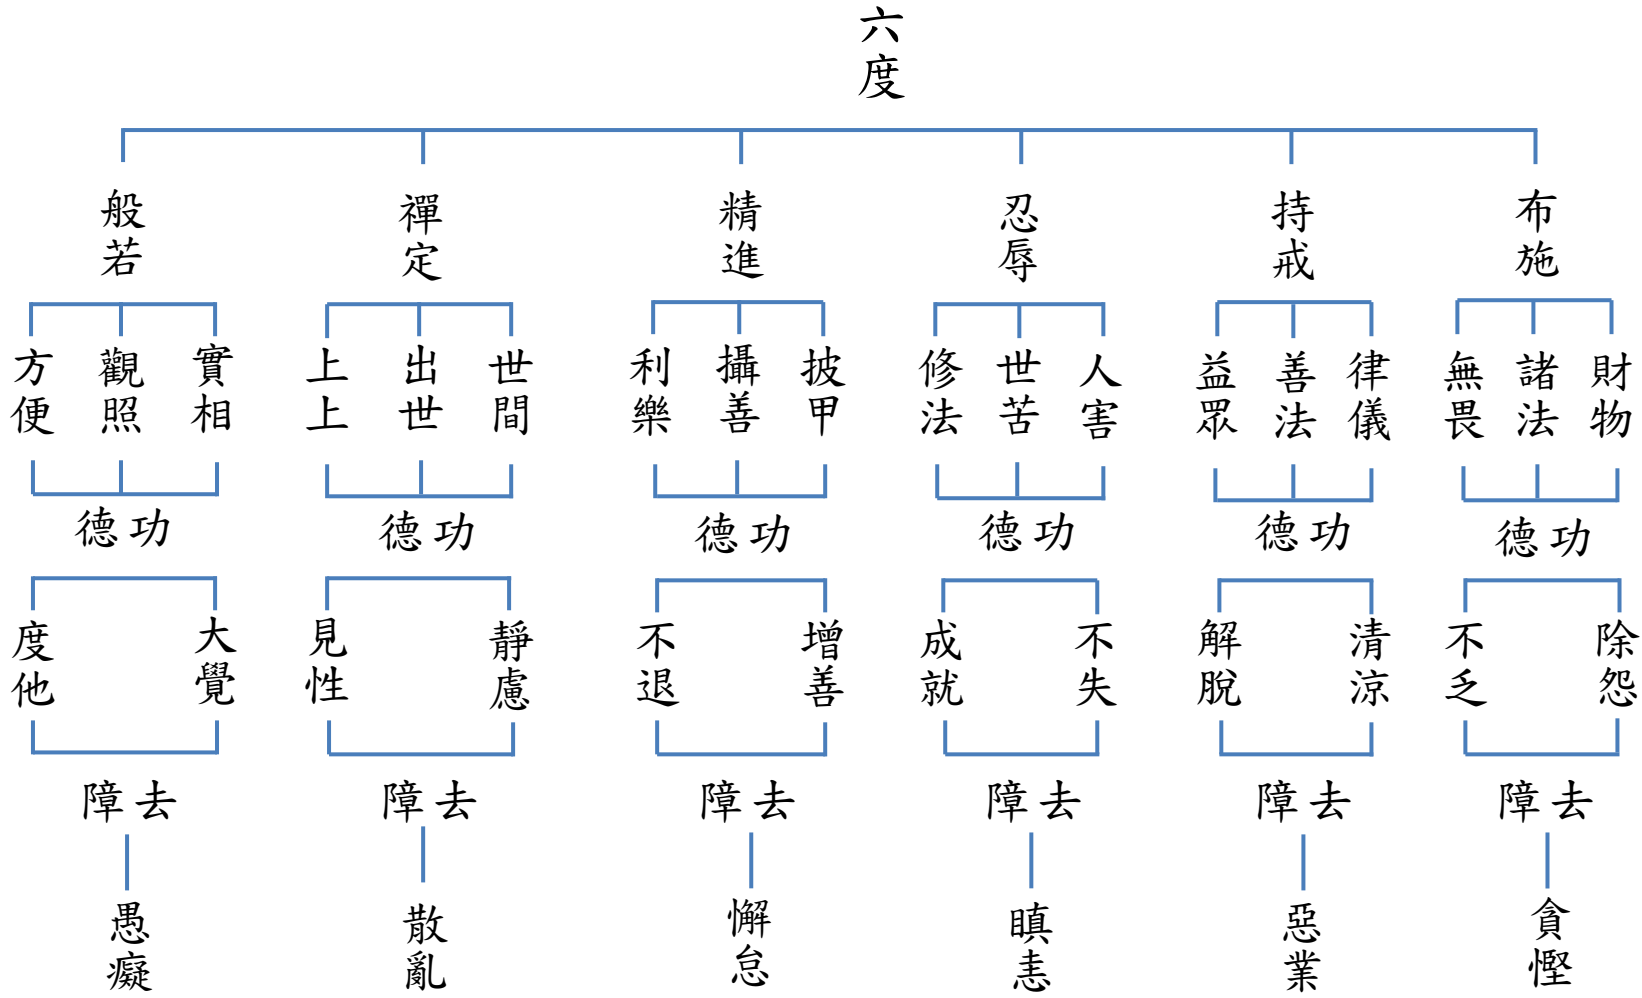 六度
布施
持戒
忍辱
精進
禪定
般若
財物
諸法
無畏
律儀
善法
益眾
人害
世苦
修法
披甲
攝善
利樂
世間
出世
上上
實相
觀照
方便
功德
功德
功德
功德
功德
功德
除怨
不乏
清涼
解脫
不失
成就
增善
不退
靜慮
見性
大覺
度他
去障
去障
去障
去障
去障
去障
貪慳
惡業
瞋恚
懈怠
散亂
愚癡